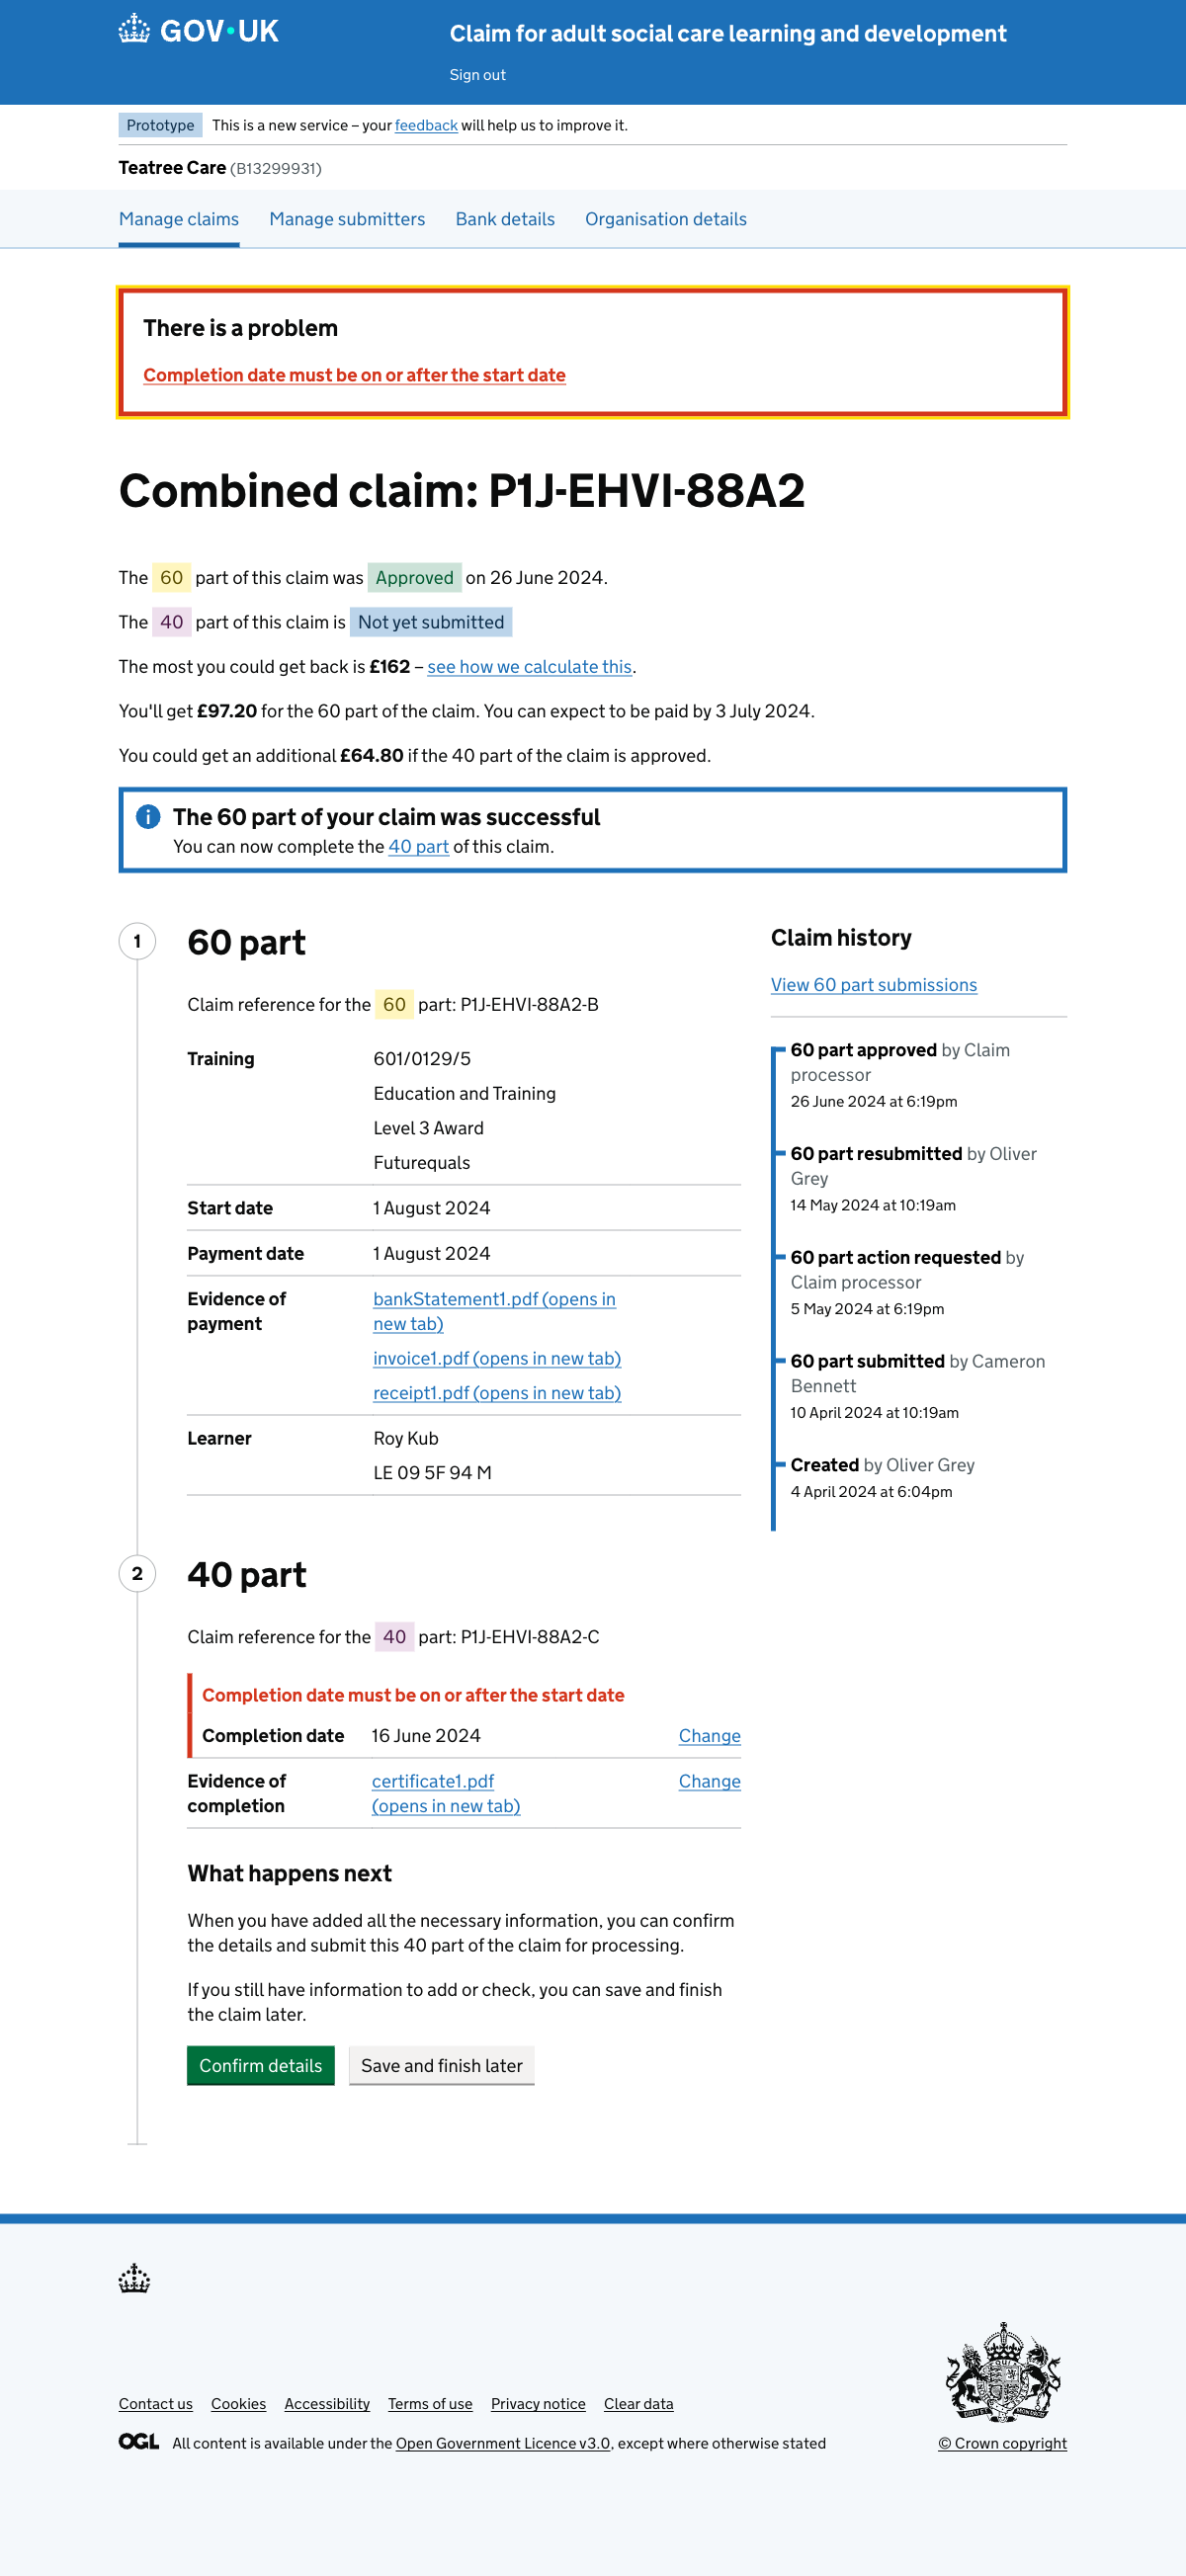 GOV·UK
Claim for adult social care learning and development
Sign out
Prototype This is a new service – your feedback will help us to improve it.
Teatree Care (B13299931)
Manage claims Manage submitters Bank details Organisation details
There is a problem
Completion date must be on or after the start date
Combined claim: P1J-EHVI-88A2
The 60 part of this claim was Approved on 26 June 2024.
The 40 part of this claim is Not yet submitted
The most you could get back is £162 – see how we calculate this.
You'll get £97.20 for the 60 part of the claim. You can expect to be paid by 3 July 2024.
You could get an additional £64.80 if the 40 part of the claim is approved.
The 60 part of your claim was successful
You can now complete the 40 part of this claim.
1
60 part
Claim reference for the 60 part: P1J-EHVI-88A2-B
Training 601/0129/5
Education and Training
Level 3 Award
Futurequals
Start date 1 August 2024
Payment date 1 August 2024
Evidence of payment
bankStatement1.pdf (opens in
new tab)
invoice1.pdf (opens in new tab)
receipt1.pdf (opens in new tab)
Learner Roy Kub
LE 09 5F 94 M
Claim history
View 60 part submissions
60 part approved by Claim
processor
26 June 2024 at 6:19pm
60 part resubmitted by Oliver
Grey
14 May 2024 at 10:19am
60 part action requested by
Claim processor
5 May 2024 at 6:19pm
60 part submitted by Cameron
Bennett
10 April 2024 at 10:19am
Created by Oliver Grey
4 April 2024 at 6:04pm
2
40 part
Claim reference for the 40 part: P1J-EHVI-88A2-C
Completion date must be on or after the start date
Completion date 16 June 2024 Change
Evidence of completion
certificate1.pdf
(opens in new tab)
Change
What happens next
When you have added all the necessary information, you can confirm
the details and submit this 40 part of the claim for processing.
If you still have information to add or check, you can save and finish
the claim later.
Confirm details Save and finish later
Contact us Cookies Accessibility Terms of use Privacy notice Clear data
OGL All content is available under the Open Government Licence v3.0, except where otherwise stated
© Crown copyright